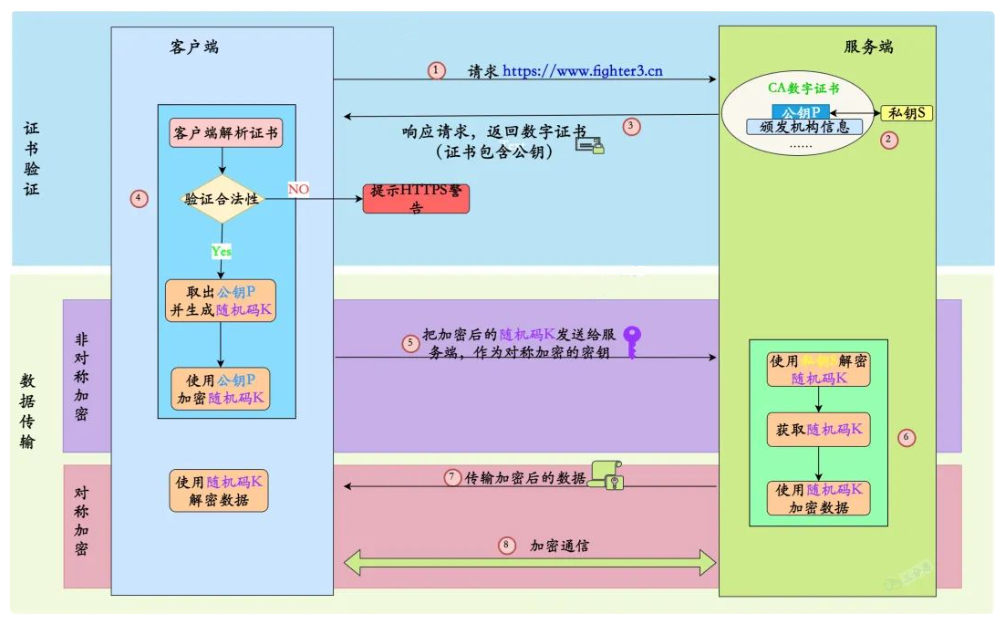 客户端
服务端
① 请求 https://www.fighter3.cn
CA数字证书
公钥P
私钥S
颁发机构信息
......
②
③
响应请求，返回数字证书
（证书包含公钥）
证书验证
客户端解析证书
④
验证合法性
NO
提示HTTPS警
告
Yes
取出公钥P
并生成随机码K
使用公钥P
加密随机码K
数据传输
非对称加密
⑤ 把加密后的随机码K发送给服
务端，作为对称加密的密钥
使用私钥S解密
随机码K
获取随机码K
⑥
使用随机码K
加密数据
对称加密
使用随机码K
解密数据
⑦ 传输加密后的数据
⑧ 加密通信